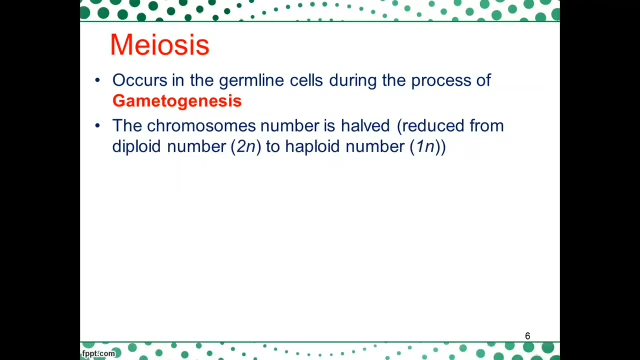 Meiosis
• Occurs in the germline cells during the process of
Gametogenesis
• The chromosomes number is halved (reduced from
diploid number (2n) to haploid number (1n))
6
fppt.com